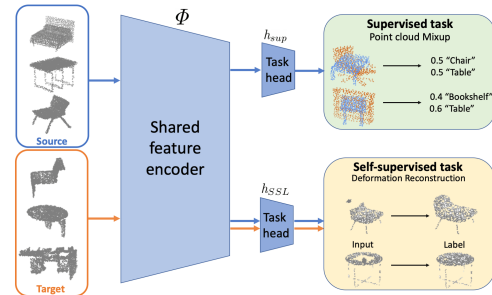 Φ
Source
Target
Shared
feature
encoder
h_sup
Task
head
Supervised task
Point cloud Mixup
0.5 “Chair”
0.5 “Table”
0.4 “Bookshelf”
0.6 “Table”
h_SSL
Task
head
Self-supervised task
Deformation Reconstruction
Input
Label